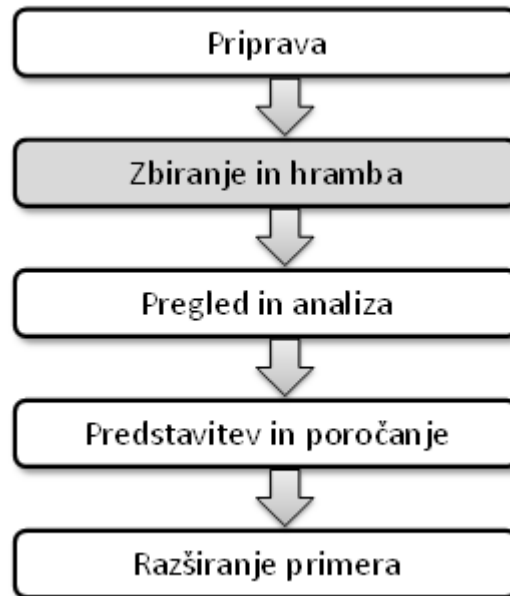 Priprava
Zbiranje in hramba
Pregled in analiza
Predstavitev in poročanje
Razširanje primera